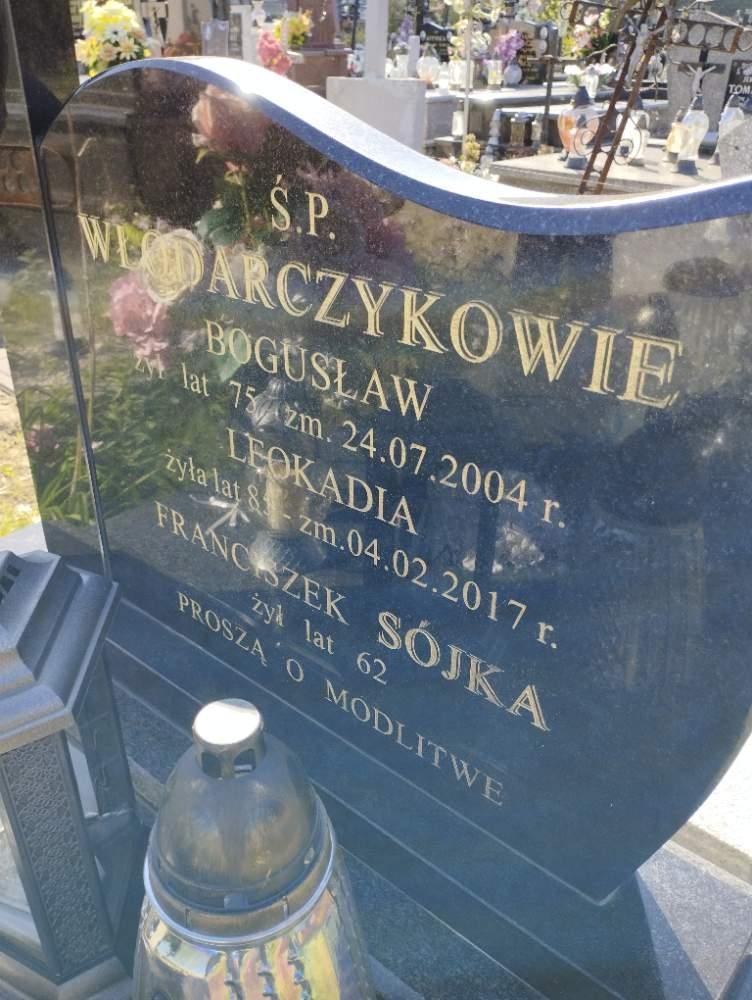 Ś.P.
WŁODARCZYKOWIE
BOGUSŁAW
żył lat 75 zm. 24.07.2004 r.
LEOKADIA
żyła lat - zm.04.02.2017 r.
FRANCISZEK SÓJKA
żył lat 62
PROSZĄ O MODLITWE
TOM